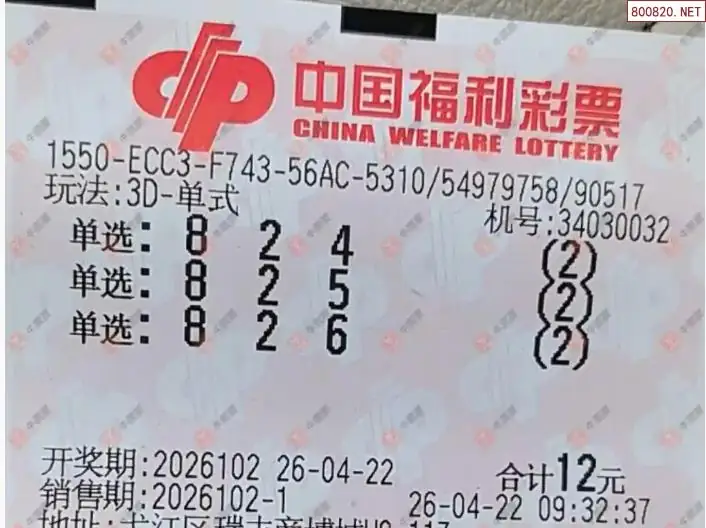 800820.NET
中国福利彩票
CHINA WELFARE LOTTERY
1550-ECC3-F743-56AC-5310/54979758/90517
玩法:3D-单式 机号:34030032
单选: 8 2 4 (2)
单选: 8 2 5 (2)
单选: 8 2 6 (2)
开奖期:2026102 26-04-22 合计12元
销售期:2026102-1 26-04-22 09:32:37